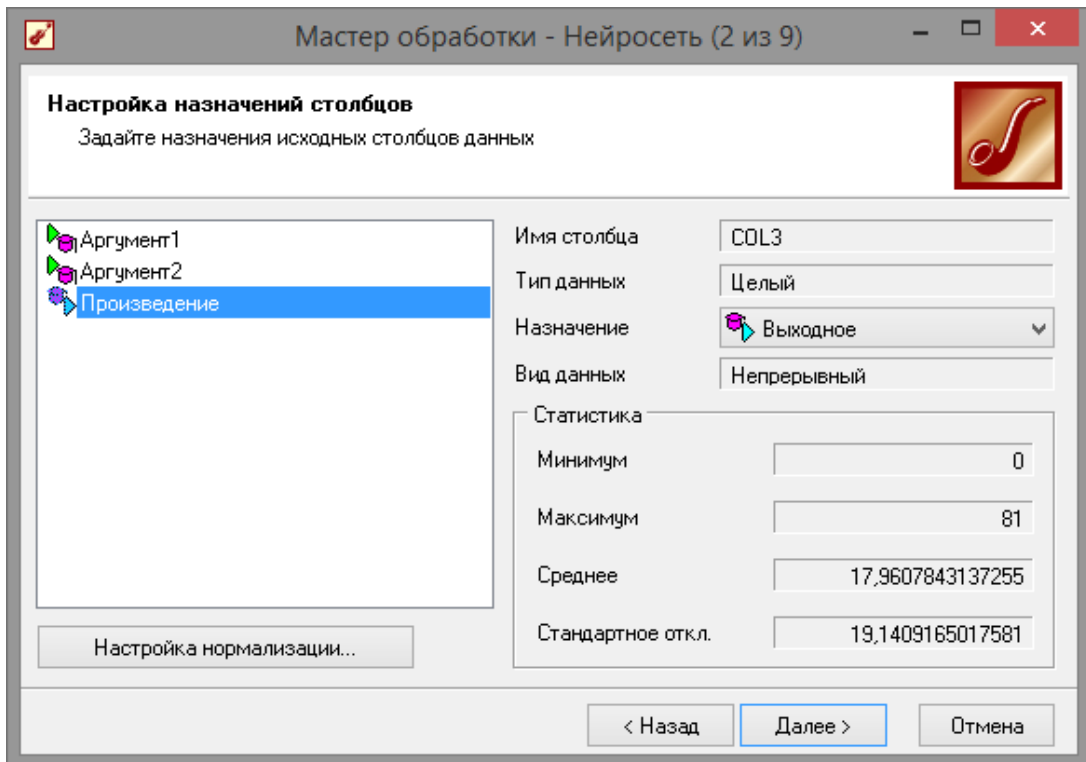 Мастер обработки - Нейросеть (2 из 9)
Настройка назначений столбцов
Задайте назначения исходных столбцов данных
Аргумент1
Аргумент2
Произведение
Имя столбца COL3
Тип данных Целый
Назначение Выходное
Вид данных Непрерывный
Статистика
Минимум 0
Максимум 81
Среднее 17,9607843137255
Стандартное откл. 19,1409165017581
Настройка нормализации...
< Назад Далее > Отмена